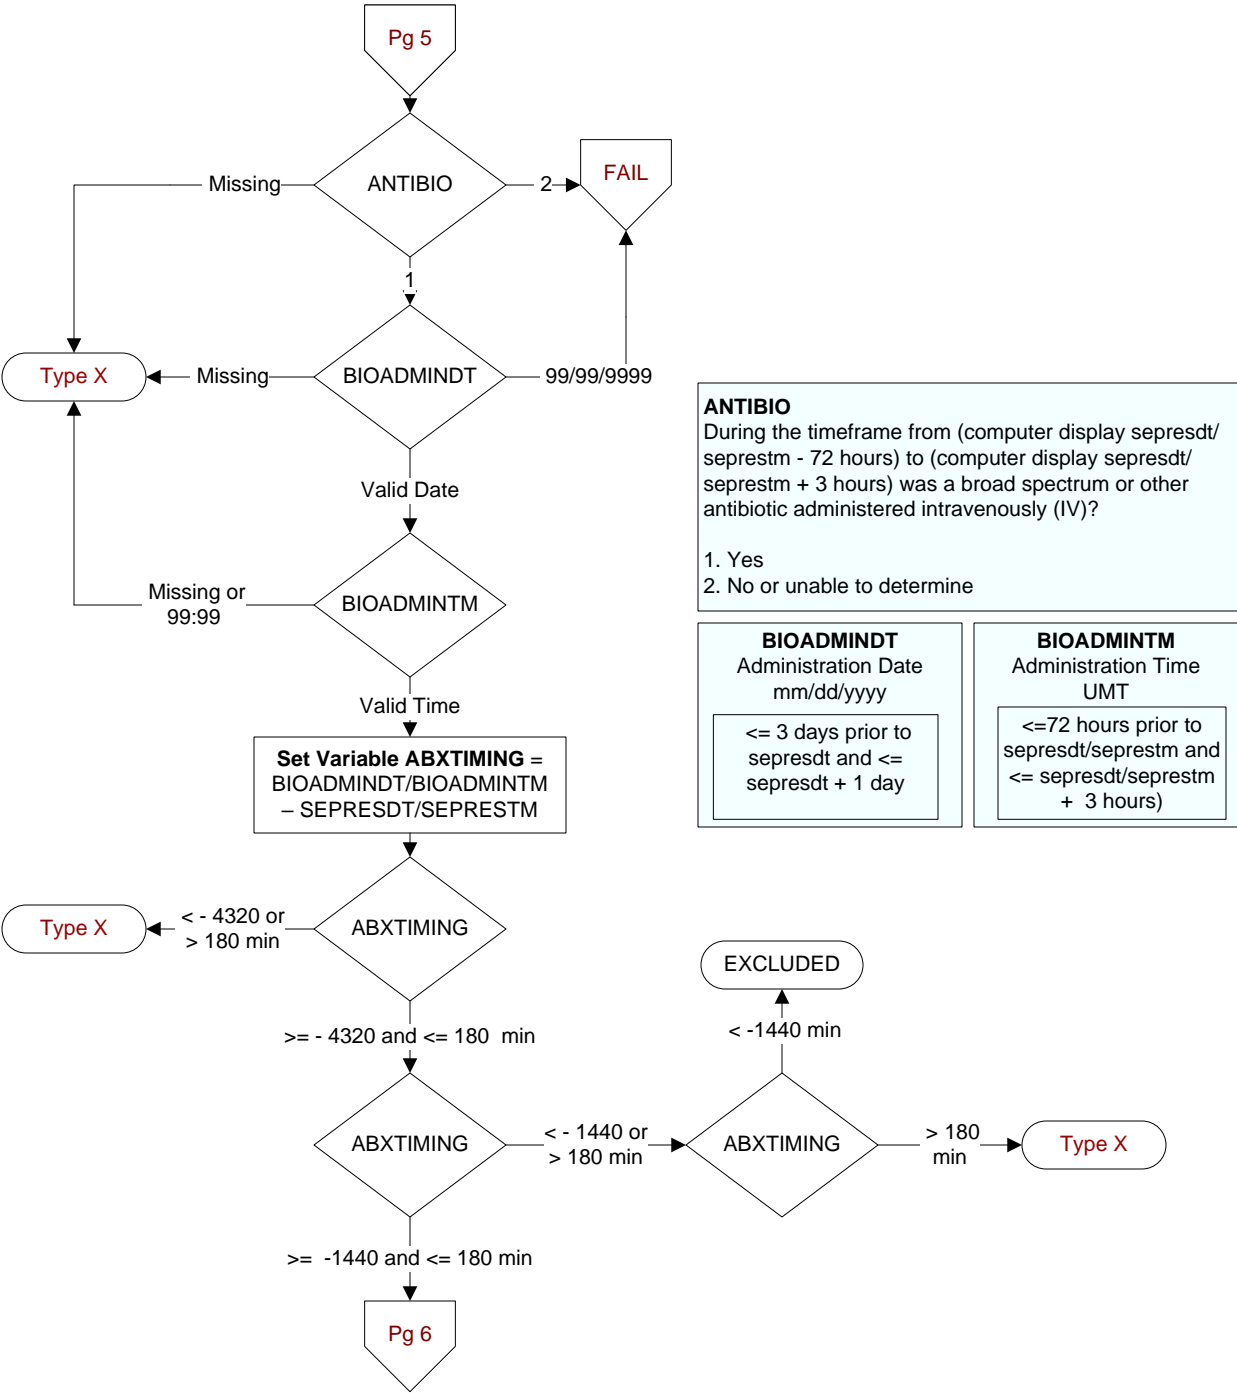 Pg 5
Missing
ANTIBIO
2
FAIL
1
Type X
Missing
BIOADMINDT
99/99/9999
ANTIBIO
During the timeframe from (computer display sepresdt/
seprestm - 72 hours) to (computer display sepresdt/
seprestm + 3 hours) was a broad spectrum or other
antibiotic administered intravenously (IV)?
1. Yes
2. No or unable to determine
Valid Date
Missing or
99:99
BIOADMINTM
BIOADMINDT
Administration Date
mm/dd/yyyy
<= 3 days prior to
sepresdt and <=
sepresdt + 1 day
BIOADMINTM
Administration Time
UMT
<=72 hours prior to
sepresdt/seprestm and
<= sepresdt/seprestm
+ 3 hours)
Valid Time
Set Variable ABXTIMING =
BIOADMINDT/BIOADMINTM
– SEPRESDT/SEPRESTM
Type X
< - 4320 or
> 180 min
ABXTIMING
EXCLUDED
>= - 4320 and <= 180 min
< -1440 min
ABXTIMING
< - 1440 or
> 180 min
ABXTIMING
> 180
min
Type X
>= -1440 and <= 180 min
Pg 6